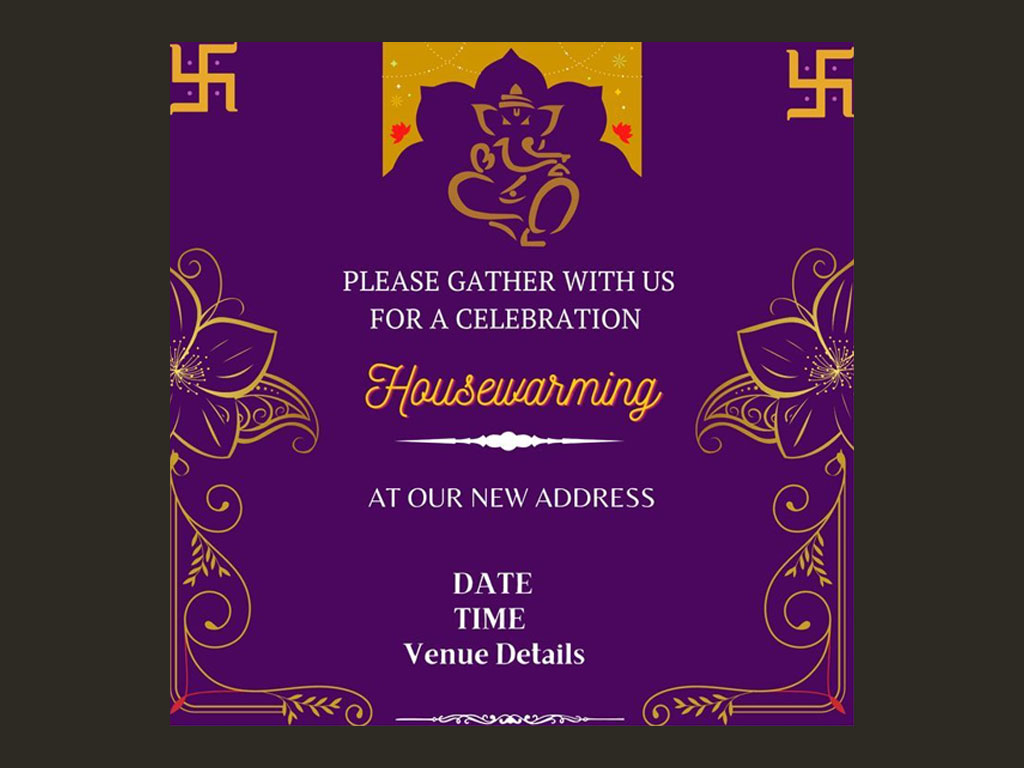 PLEASE GATHER WITH US
FOR A CELEBRATION
Housewarming
AT OUR NEW ADDRESS
DATE
TIME
Venue Details